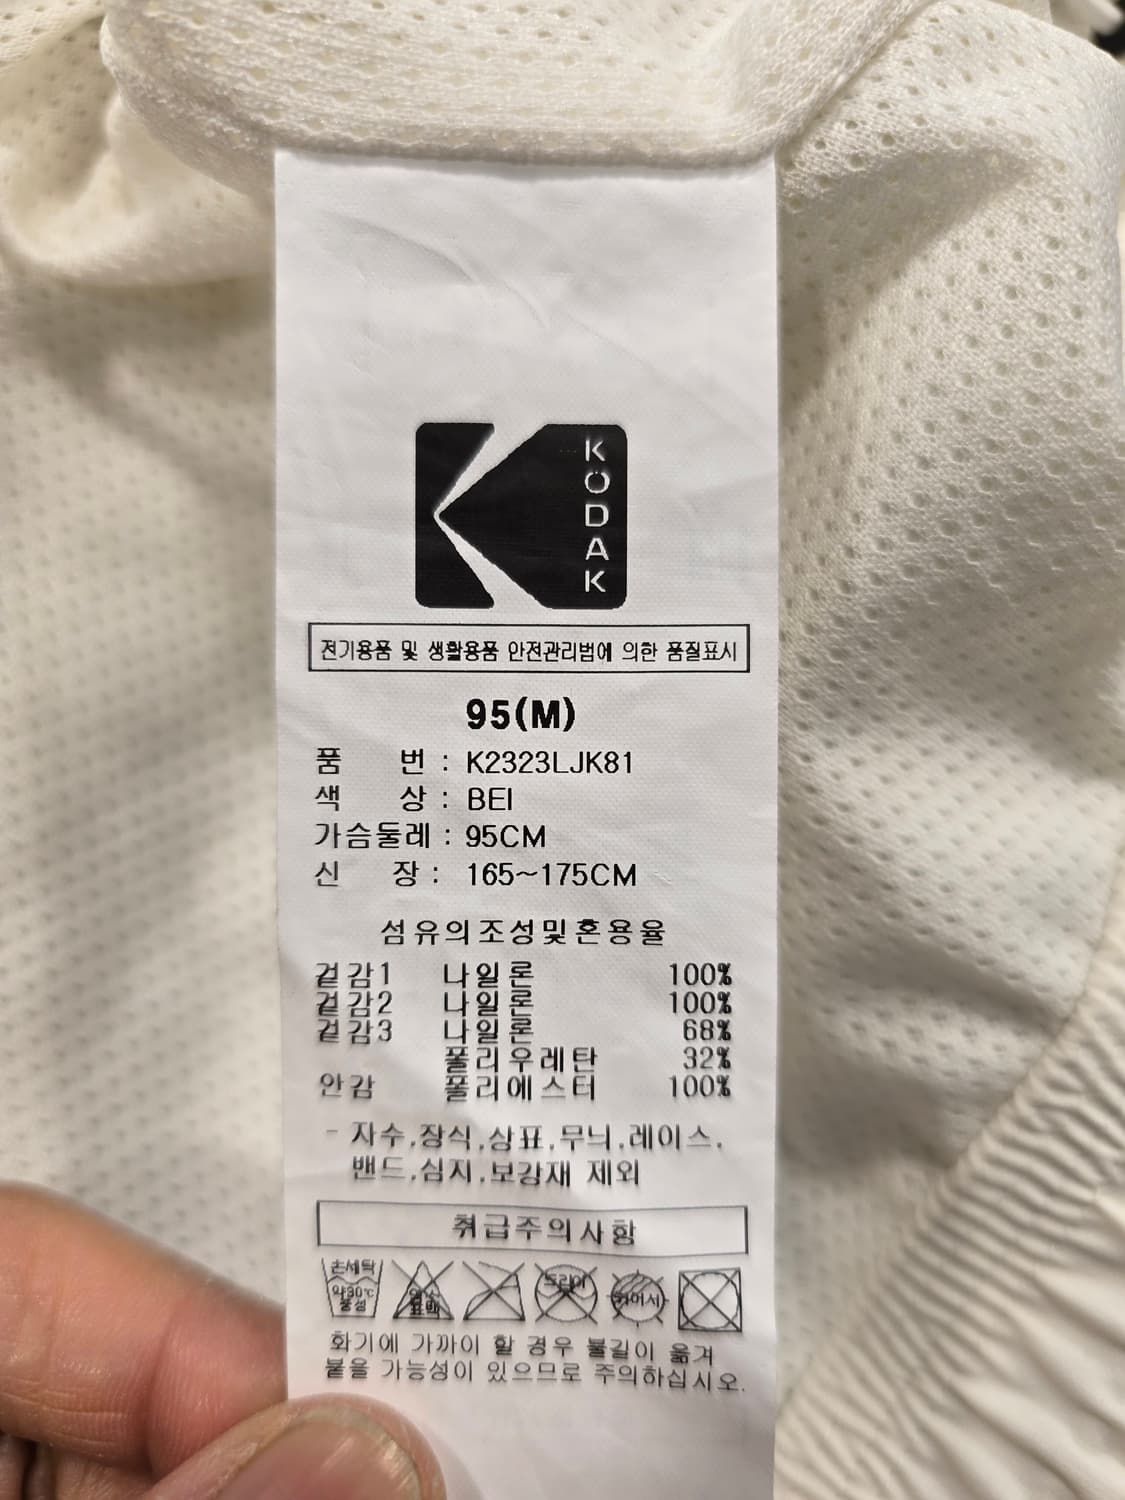 KODAK
전기용품 및 생활용품 안전관리법에 의한 품질표시
95(M)
품 번 : K2323LJK81
색 상 : BEI
가슴둘레 : 95CM
신 장 : 165~175CM
섬유의조성및혼용율
겉감1 나일론 100%
겉감2 나일론 100%
겉감3 나일론 68%
폴리우레탄 32%
안감 폴리에스터 100%
- 자수,장식,상표,무늬,레이스,
밴드,심지,보강재 제외
취급주의사항
손세탁
약30℃
중성
염소
표백
드라이
화기에 가까이 할 경우 불길이 옮겨
붙을 가능성이 있으므로 주의하십시오.